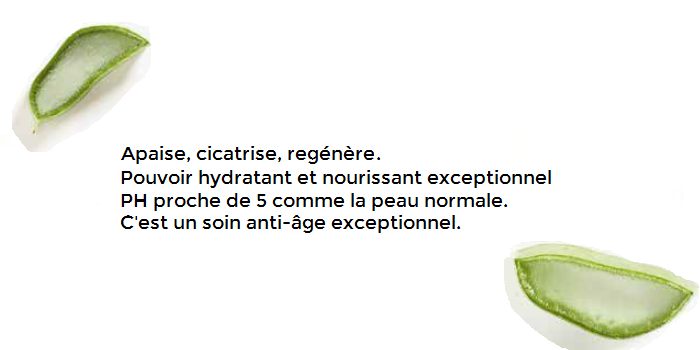 Apaise, cicatrise, regénère.
Pouvoir hydratant et nourissant exceptionnel
PH proche de 5 comme la peau normale.
C'est un soin anti-âge exceptionnel.